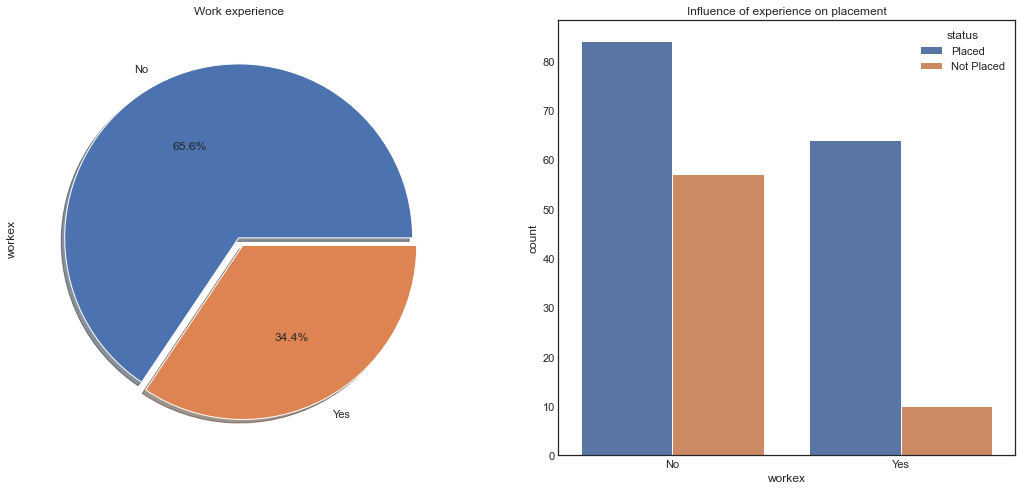 Work experience
No
65.6%
workex
34.4%
Yes
Influence of experience on placement
status
Placed
Not Placed
80
70
60
50
40
30
20
10
0
count
No
Yes
workex